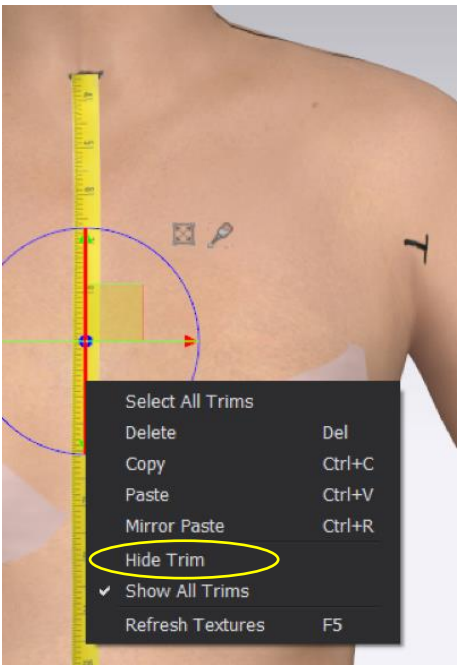 Select All Trims
Delete Del
Copy Ctrl+C
Paste Ctrl+V
Mirror Paste Ctrl+R
Hide Trim
Show All Trims
Refresh Textures F5